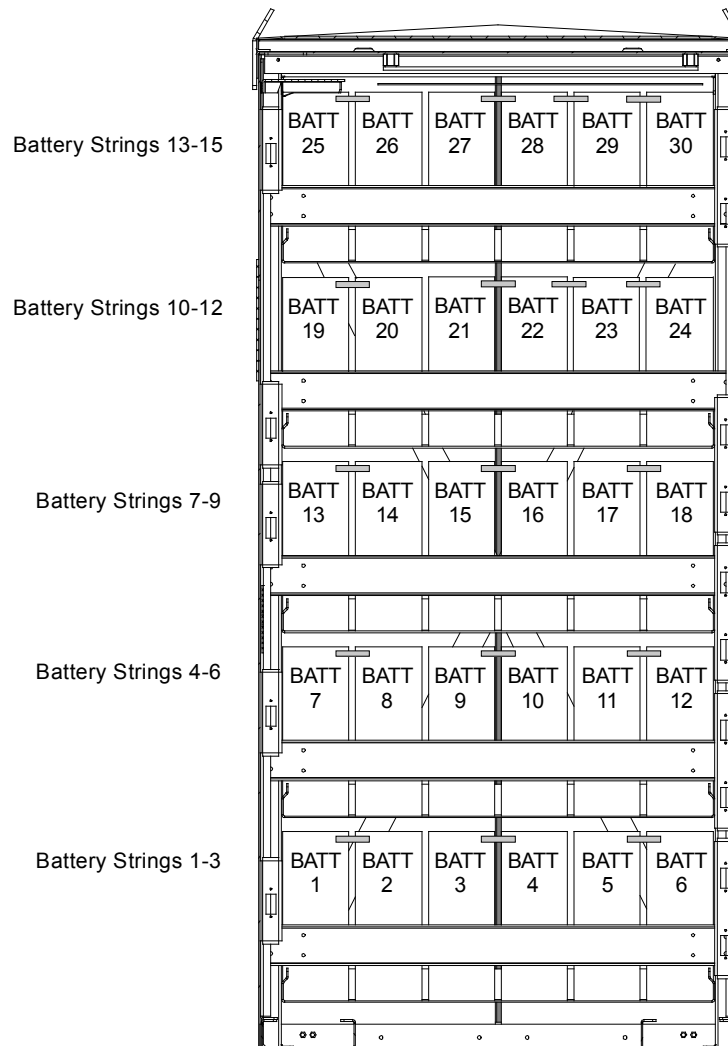 Battery Strings 13-15
BATT BATT BATT BATT BATT BATT
25 26 27 28 29 30
Battery Strings 10-12
BATT BATT BATT BATT BATT BATT
19 20 21 22 23 24
Battery Strings 7-9
BATT BATT BATT BATT BATT BATT
13 14 15 16 17 18
Battery Strings 4-6
BATT BATT BATT BATT BATT BATT
7 8 9 10 11 12
Battery Strings 1-3
BATT BATT BATT BATT BATT BATT
1 2 3 4 5 6